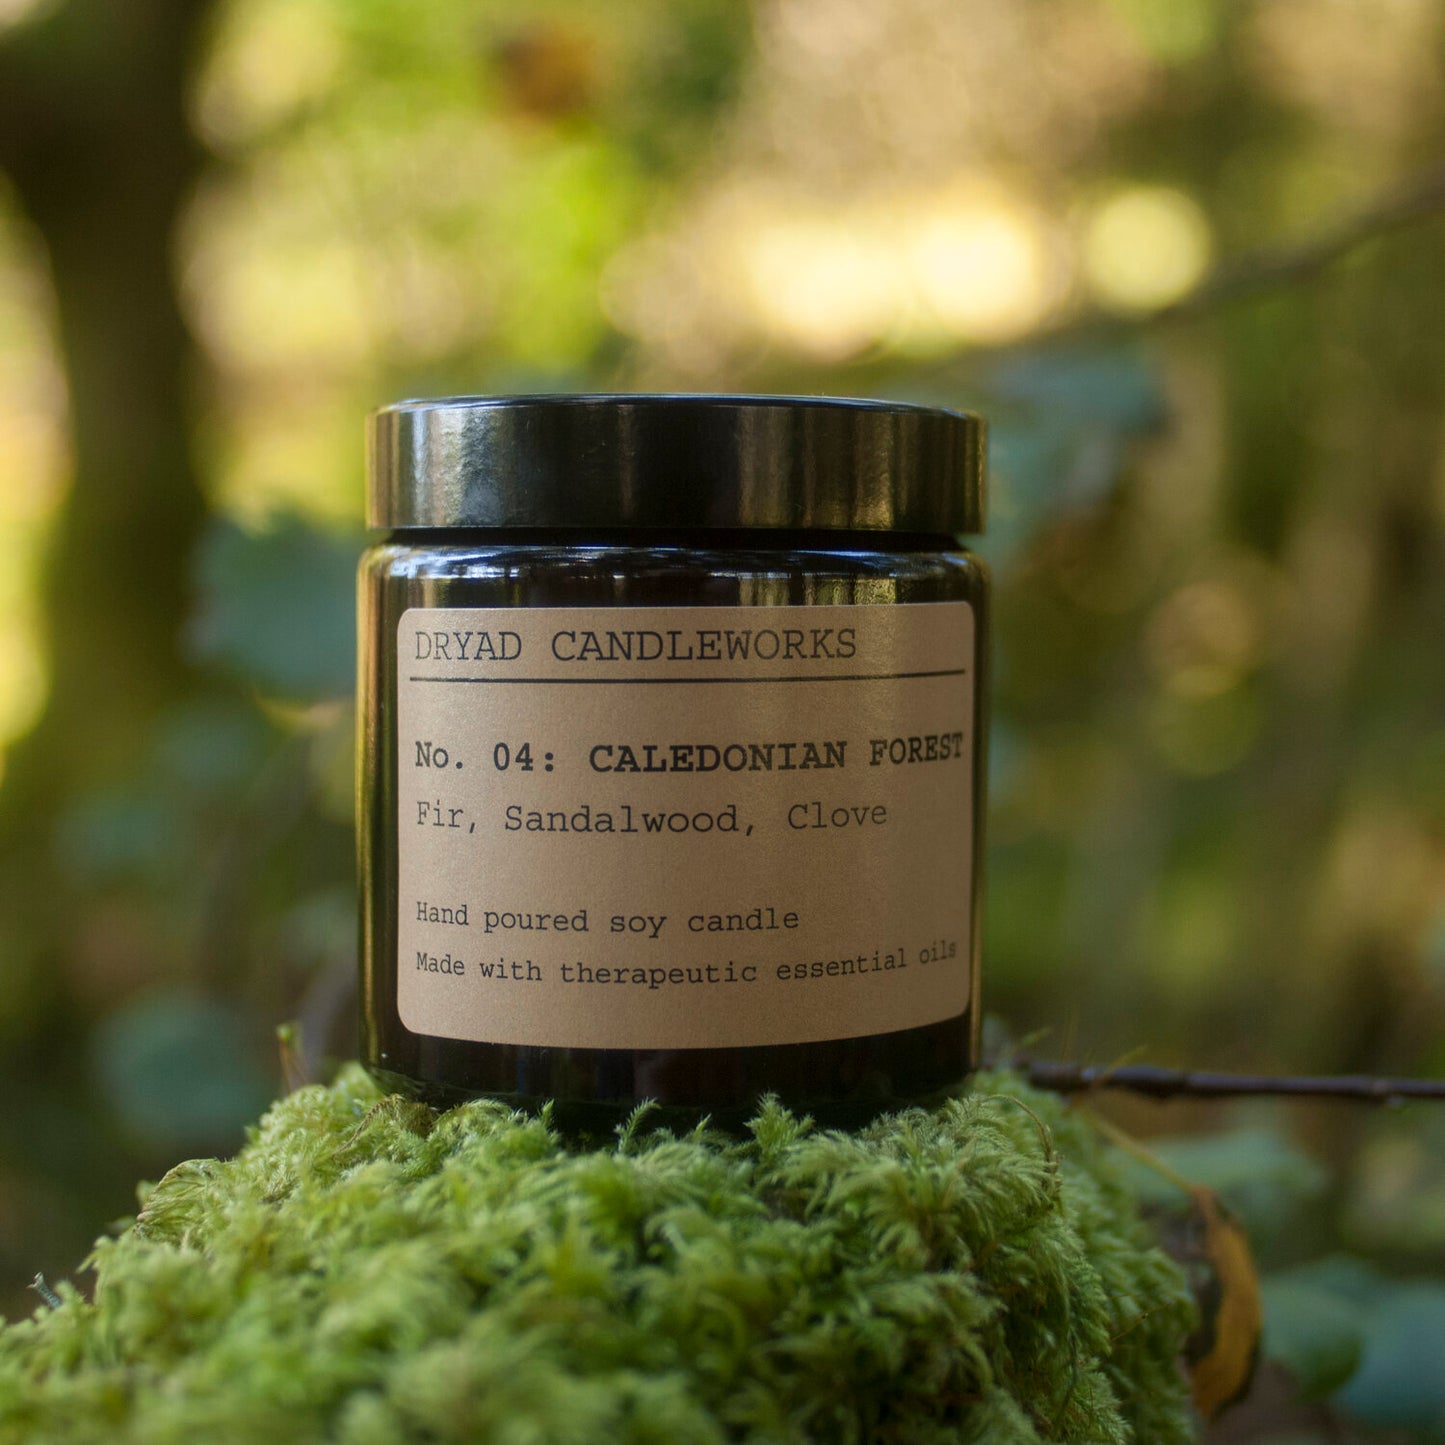 DRYAD CANDLEWORKS
No. 04: CALEDONIAN FOREST
Fir, Sandalwood, Clove
Hand poured soy candle
Made with therapeutic essential oils